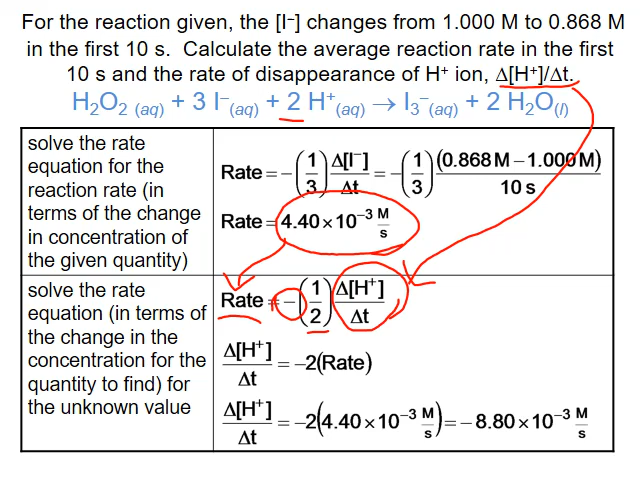 For the reaction given, the [I⁻] changes from 1.000 M to 0.868 M
in the first 10 s.  Calculate the average reaction rate in the first
10 s and the rate of disappearance of H⁺ ion, Δ[H⁺]/Δt.
H₂O₂ (aq) + 3 I⁻(aq) + 2 H⁺(aq) → I₃⁻(aq) + 2 H₂O(l)
solve the rate
equation for the
reaction rate (in
terms of the change
in concentration of
the given quantity)
Rate = −(1/3) Δ[I⁻]/Δt = −(1/3) (0.868 M − 1.000 M)/10 s
Rate = 4.40 × 10⁻³ M/s
solve the rate
equation (in terms of
the change in the
concentration for the
quantity to find) for
the unknown value
Rate = −(1/2) Δ[H⁺]/Δt
Δ[H⁺]/Δt = −2(Rate)
Δ[H⁺]/Δt = −2(4.40 × 10⁻³ M/s) = −8.80 × 10⁻³ M/s